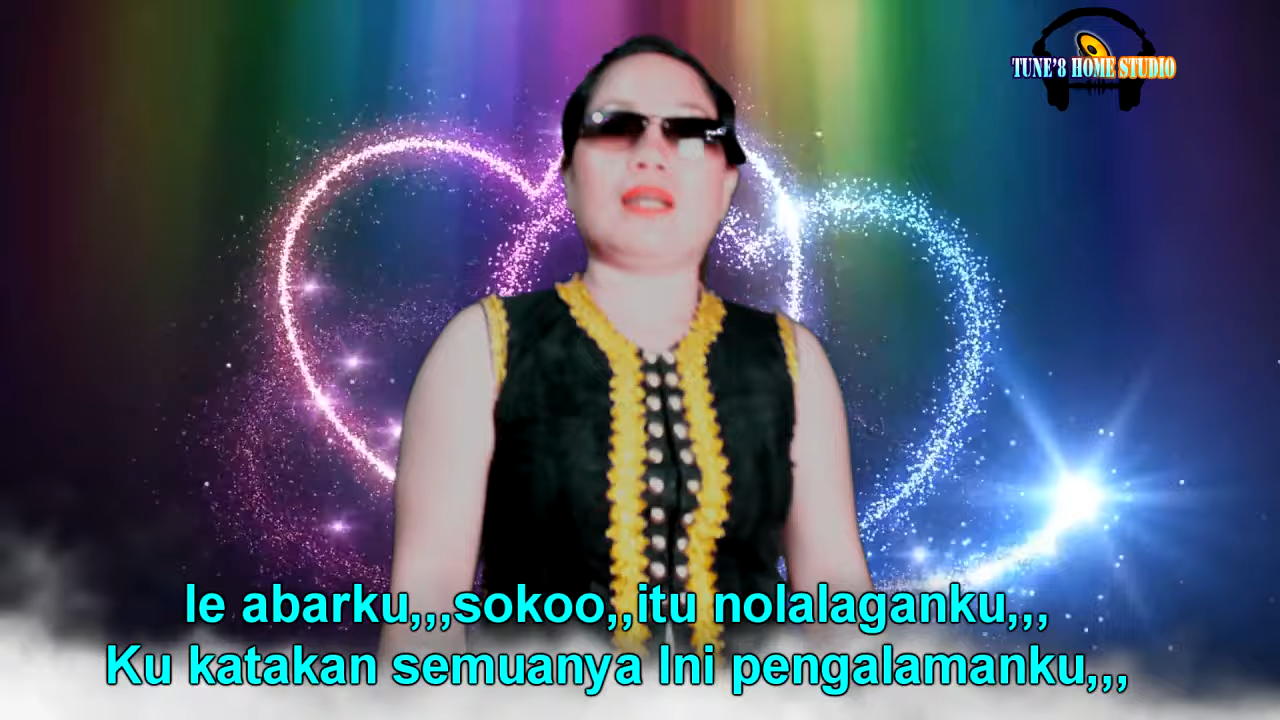 TUNE'8 HOME STUDIO
Ie abarku,,,sokoo,,itu nolalaganku,,,
Ku katakan semuanya Ini pengalamanku,,,